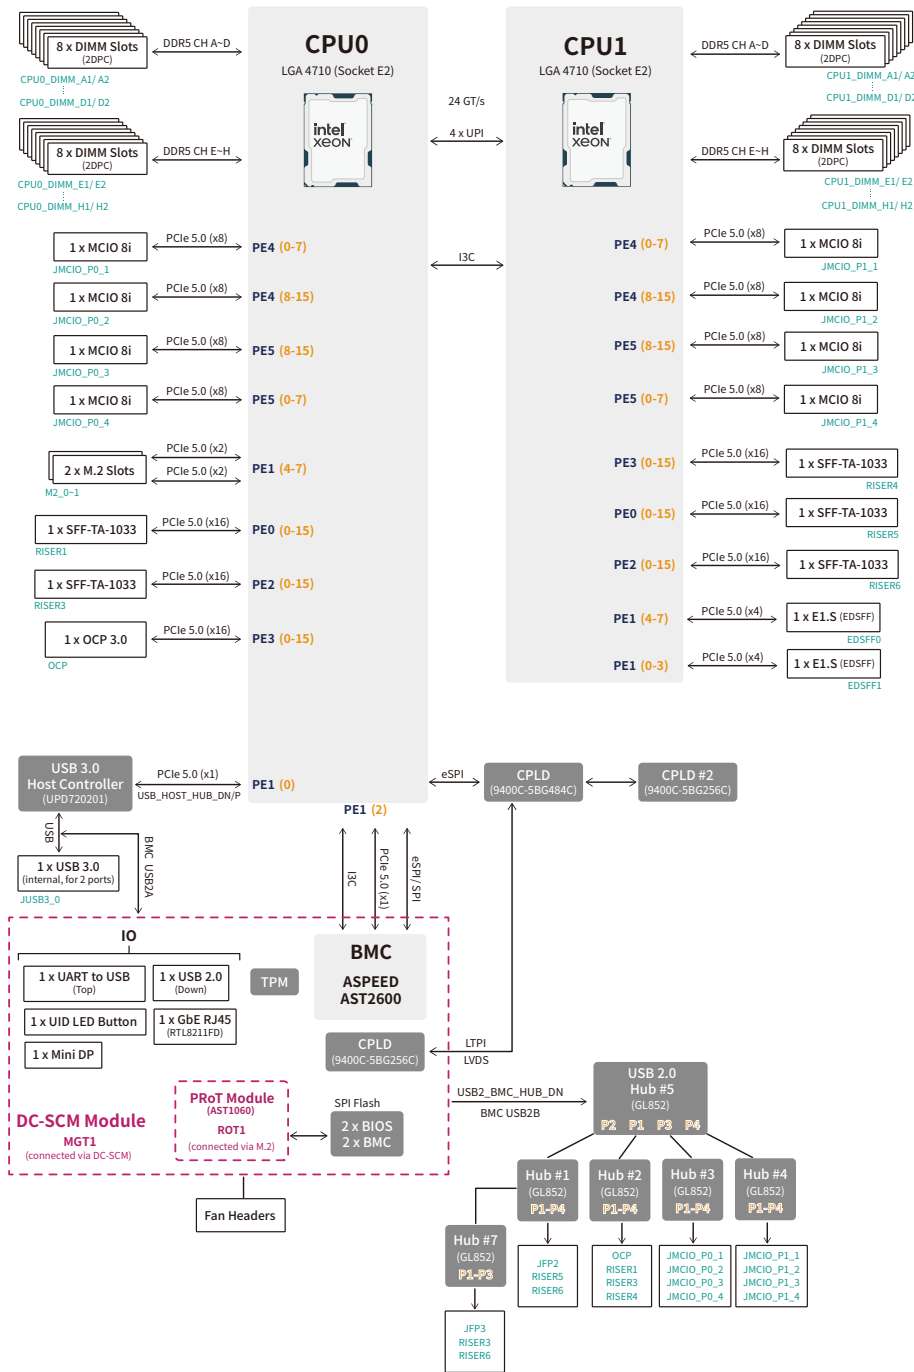 CPU0
LGA 4710 (Socket E2)
intel
XEON
CPU1
LGA 4710 (Socket E2)
intel
XEON
24 GT/s
4 x UPI
I3C
8 x DIMM Slots
(2DPC)
DDR5 CH A~D
CPU0_DIMM_A1/ A2
CPU0_DIMM_D1/ D2
8 x DIMM Slots
(2DPC)
DDR5 CH E~H
CPU0_DIMM_E1/ E2
CPU0_DIMM_H1/ H2
1 x MCIO 8i
PCIe 5.0 (x8)
PE4 (0-7)
JMCIO_P0_1
1 x MCIO 8i
PCIe 5.0 (x8)
PE4 (8-15)
JMCIO_P0_2
1 x MCIO 8i
PCIe 5.0 (x8)
PE5 (8-15)
JMCIO_P0_3
1 x MCIO 8i
PCIe 5.0 (x8)
PE5 (0-7)
JMCIO_P0_4
2 x M.2 Slots
PCIe 5.0 (x2)
PCIe 5.0 (x2)
PE1 (4-7)
M2_0~1
1 x SFF-TA-1033
PCIe 5.0 (x16)
PE0 (0-15)
RISER1
1 x SFF-TA-1033
PCIe 5.0 (x16)
PE2 (0-15)
RISER3
1 x OCP 3.0
PCIe 5.0 (x16)
PE3 (0-15)
OCP
DDR5 CH A~D
8 x DIMM Slots
(2DPC)
CPU1_DIMM_A1/ A2
CPU1_DIMM_D1/ D2
DDR5 CH E~H
8 x DIMM Slots
(2DPC)
CPU1_DIMM_E1/ E2
CPU1_DIMM_H1/ H2
PE4 (0-7)
PCIe 5.0 (x8)
1 x MCIO 8i
JMCIO_P1_1
PE4 (8-15)
PCIe 5.0 (x8)
1 x MCIO 8i
JMCIO_P1_2
PE5 (8-15)
PCIe 5.0 (x8)
1 x MCIO 8i
JMCIO_P1_3
PE5 (0-7)
PCIe 5.0 (x8)
1 x MCIO 8i
JMCIO_P1_4
PE3 (0-15)
PCIe 5.0 (x16)
1 x SFF-TA-1033
RISER4
PE0 (0-15)
PCIe 5.0 (x16)
1 x SFF-TA-1033
RISER5
PE2 (0-15)
PCIe 5.0 (x16)
1 x SFF-TA-1033
RISER6
PE1 (4-7)
PCIe 5.0 (x4)
1 x E1.S (EDSFF)
EDSFF0
PE1 (0-3)
PCIe 5.0 (x4)
1 x E1.S (EDSFF)
EDSFF1
USB 3.0
Host Controller
(UPD720201)
PCIe 5.0 (x1)
USB_HOST_HUB_DN/P
PE1 (0)
PE1 (2)
eSPI
CPLD
(9400C-5BG484C)
CPLD #2
(9400C-5BG256C)
USB
BMC USB2A
1 x USB 3.0
(internal, for 2 ports)
JUSB3_0
I3C
PCIe 5.0 (x1)
eSPI/ SPI
IO
1 x UART to USB
(Top)
1 x USB 2.0
(Down)
1 x UID LED Button
1 x GbE RJ45
(RTL8211FD)
1 x Mini DP
TPM
BMC
ASPEED
AST2600
CPLD
(9400C-5BG256C)
LTPI
LVDS
DC-SCM Module
MGT1
(connected via DC-SCM)
PRoT Module
(AST1060)
ROT1
(connected via M.2)
SPI Flash
2 x BIOS
2 x BMC
Fan Headers
USB2_BMC_HUB_DN
BMC USB2B
USB 2.0
Hub #5
(GL852)
P2 P1 P3 P4
Hub #1
(GL852)
P1-P4
Hub #2
(GL852)
P1-P4
Hub #3
(GL852)
P1-P4
Hub #4
(GL852)
P1-P4
Hub #7
(GL852)
P1-P3
JFP2
RISER5
RISER6
OCP
RISER1
RISER3
RISER4
JMCIO_P0_1
JMCIO_P0_2
JMCIO_P0_3
JMCIO_P0_4
JMCIO_P1_1
JMCIO_P1_2
JMCIO_P1_3
JMCIO_P1_4
JFP3
RISER3
RISER6